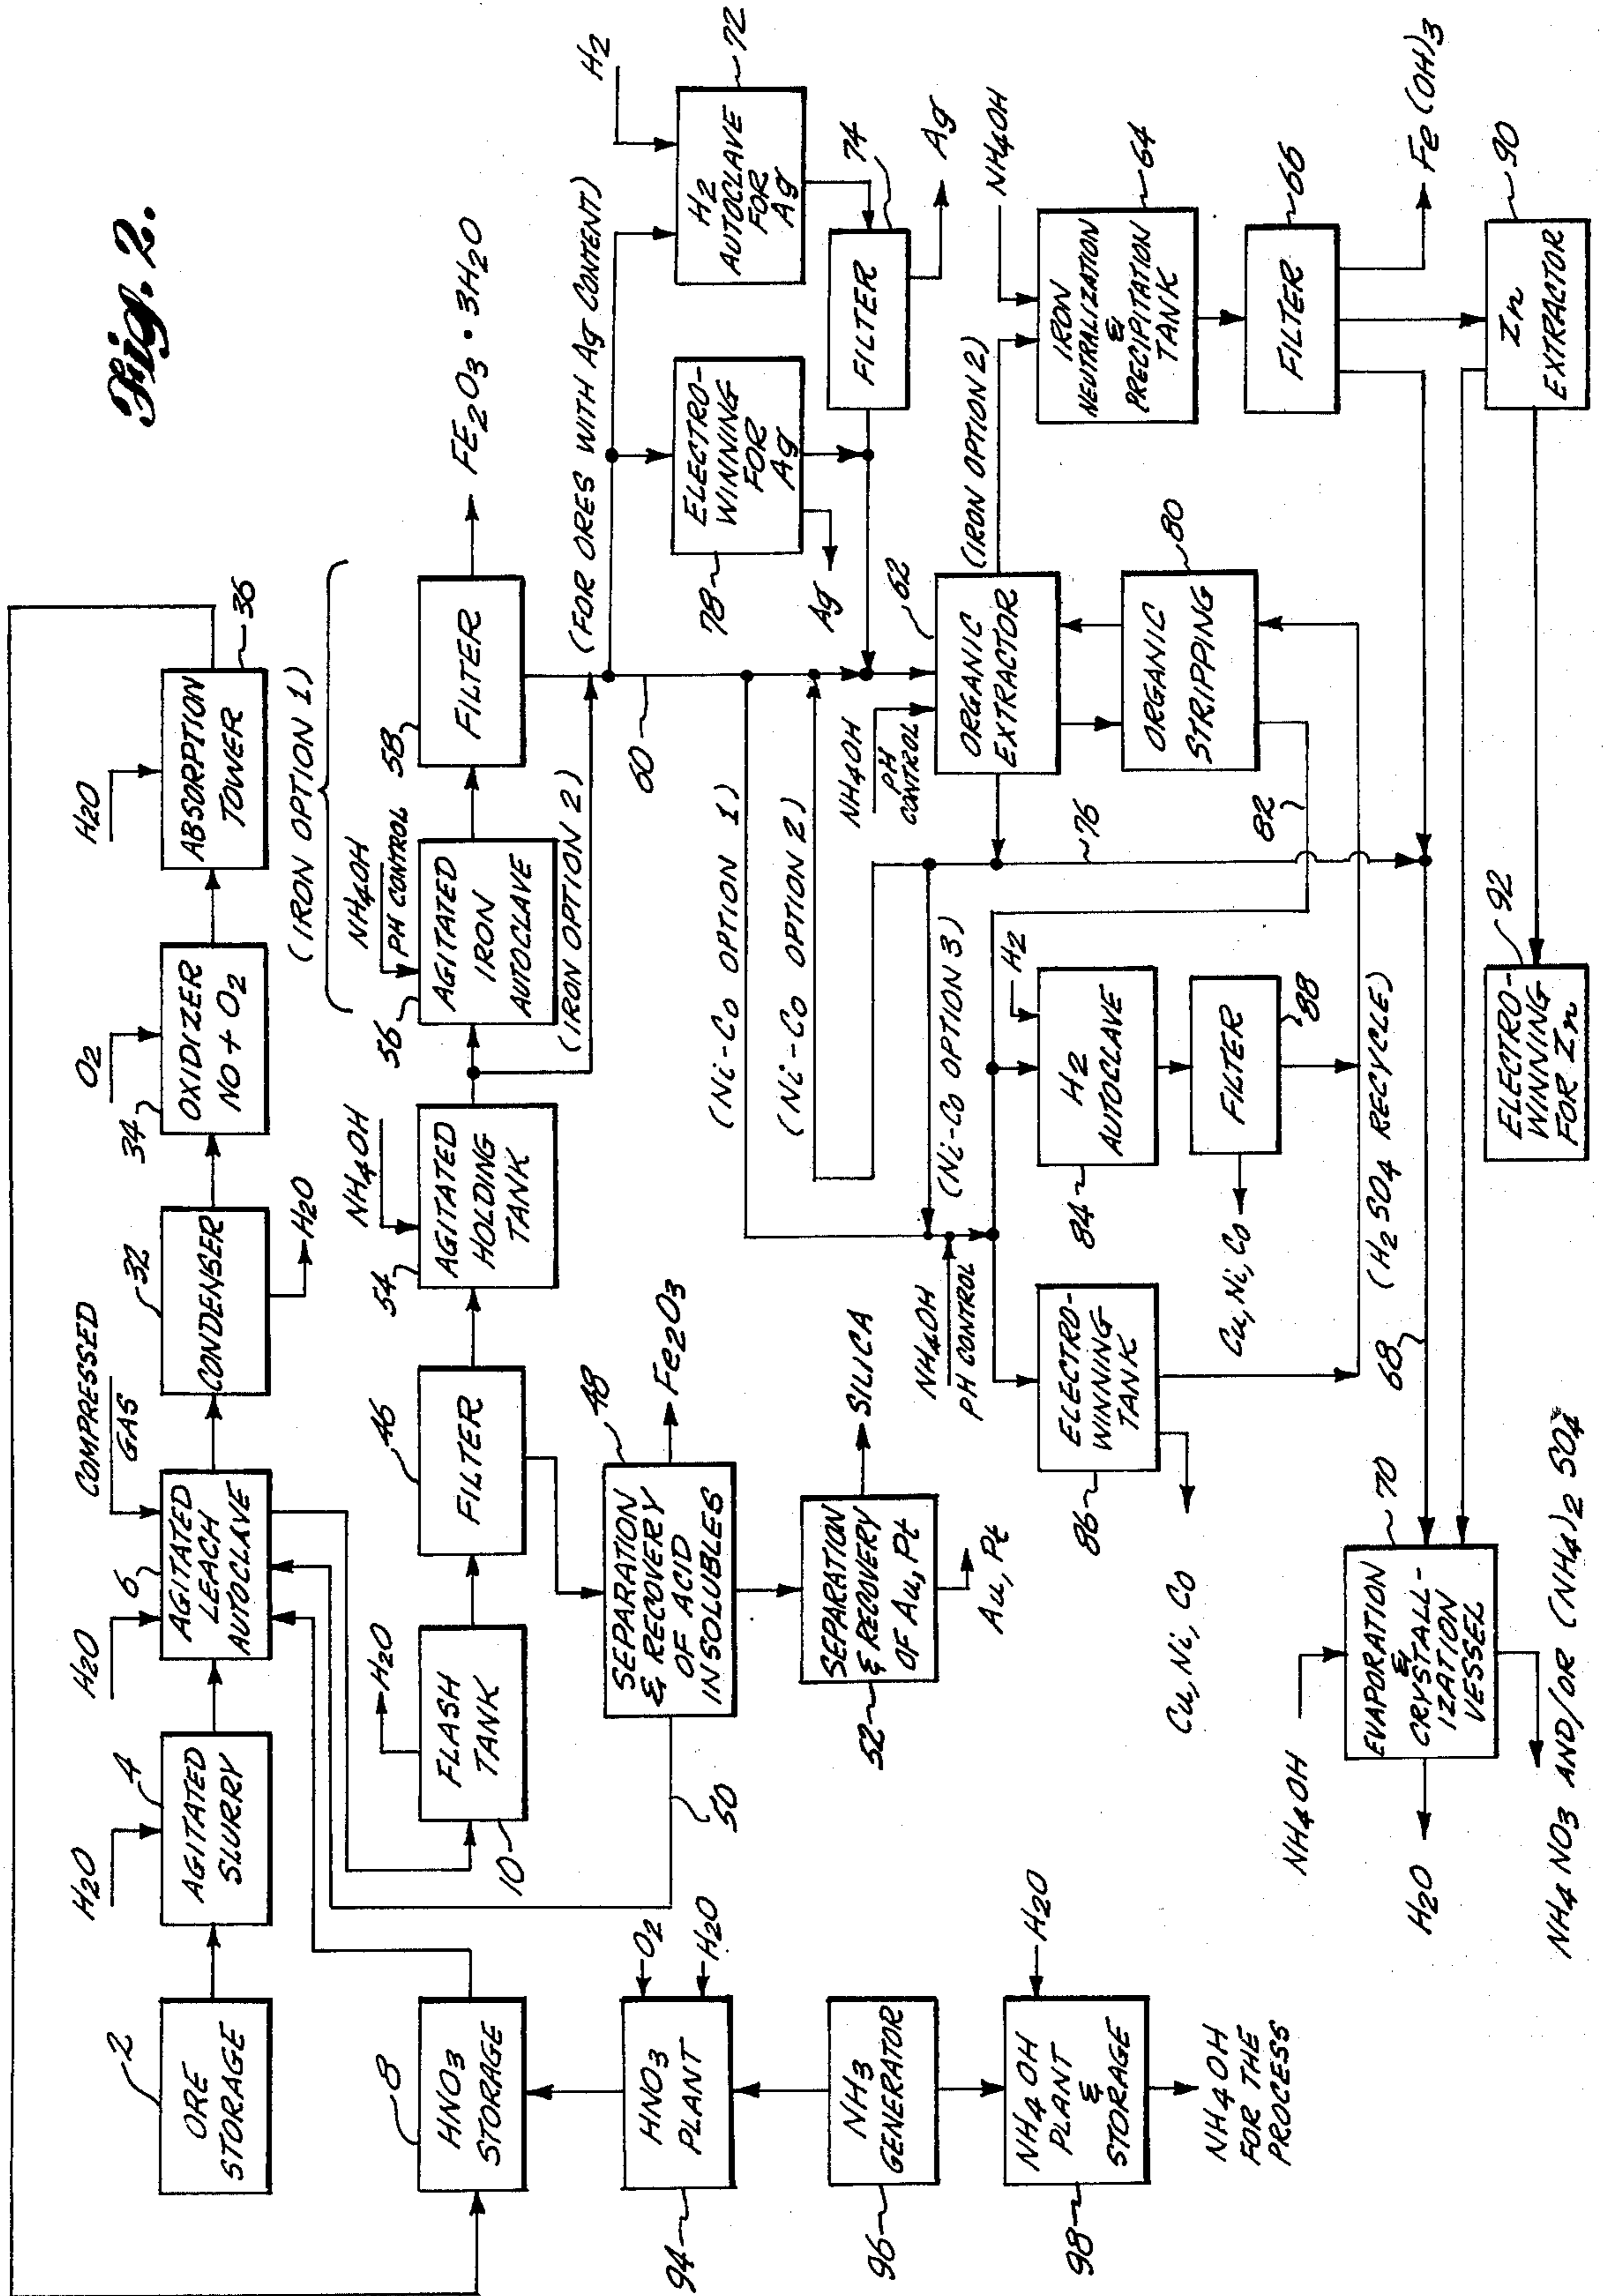 Fig. 2.
H2O
H2O
COMPRESSED
GAS
O2
H2O
2
ORE
STORAGE
4
AGITATED
SLURRY
6
AGITATED
LEACH
AUTOCLAVE
32
CONDENSER
H2O
34
OXIDIZER
NO + O2
ABSORPTION
TOWER
36
(IRON OPTION 1)
8
HNO3
STORAGE
H2O
FLASH
TANK
10
46
FILTER
NH4OH
54
AGITATED
HOLDING
TANK
NH4OH
PH CONTROL
56
AGITATED
IRON
AUTOCLAVE
(IRON OPTION 2)
58
FILTER
FE2O3 · 3H2O
(FOR ORES WITH Ag CONTENT)
O2
H2O
HNO3
PLANT
94
50
SEPARATION
& RECOVERY
OF ACID
INSOLUBLES
48
Fe2O3
60
78
ELECTRO-
WINNING
FOR
Ag
Ag
H2
H2
AUTOCLAVE
FOR
Ag
72
FILTER
74
Ag
NH3
GENERATOR
96
SEPARATION
& RECOVERY
OF Au, Pt
52
SILICA
Au, Pt
(Ni-Co OPTION 1)
(Ni-Co OPTION 2)
(Ni-Co OPTION 3)
NH4OH
PH
CONTROL
62
ORGANIC
EXTRACTOR
(IRON OPTION 2)
NH4OH
IRON
NEUTRALIZATION
&
PRECIPITATION
TANK
64
H2O
NH4OH
PLANT
&
STORAGE
98
NH4OH
FOR THE
PROCESS
NH4OH
PH CONTROL
ELECTRO-
WINNING
TANK
86
Cu, Ni, Co
H2
H2
AUTOCLAVE
84
FILTER
88
Cu, Ni, Co
76
82
ORGANIC
STRIPPING
80
FILTER
66
Fe(OH)3
(H2SO4 RECYCLE)
68
NH4OH
EVAPORATION
&
CRYSTALL-
IZATION
VESSEL
70
H2O
NH4NO3 AND/OR (NH4)2 SO4
92
ELECTRO-
WINNING
FOR Zn
Zn
EXTRACTOR
90